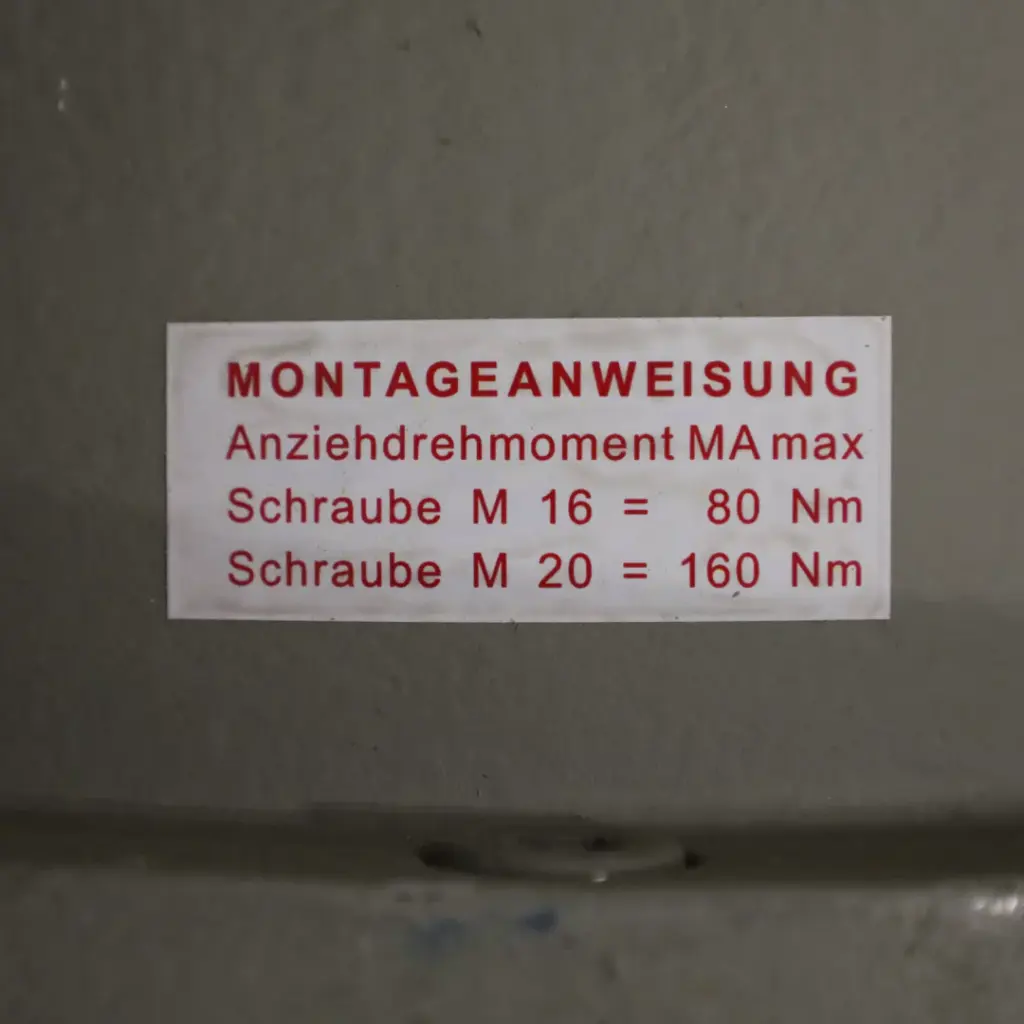 MONTAGEANWEISUNG
Anziehdrehmoment MA max
Schraube M 16 = 80 Nm
Schraube M 20 = 160 Nm